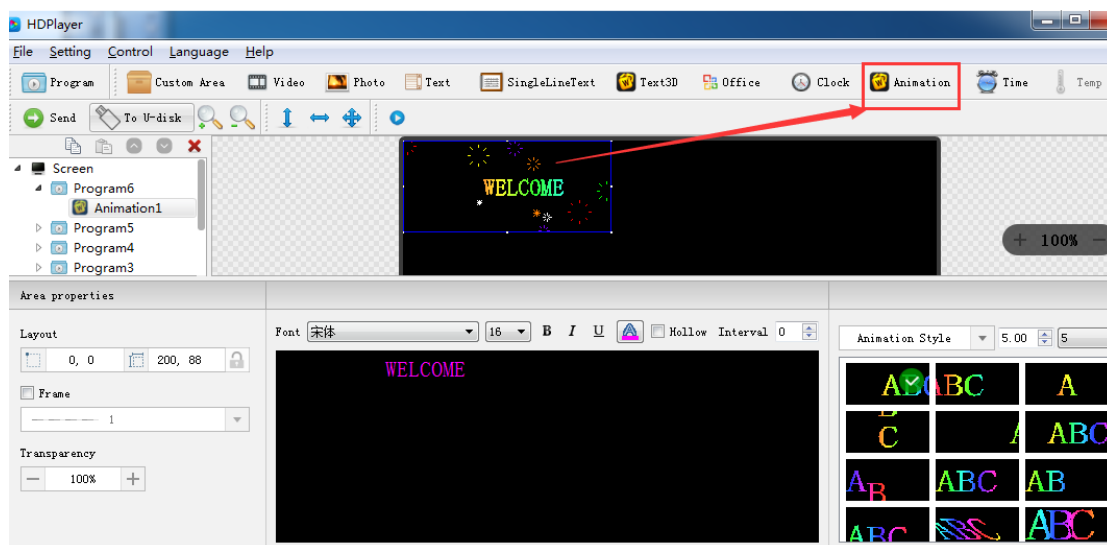 HDPlayer
File Setting Control Language Help
Program Custom Area Video Photo Text SingleLineText Text3D Office Clock Animation Time Temp
Send To U-disk
Screen
Program6
Animation1
Program5
Program4
Program3
WELCOME
+ 100% −
Area properties
Layout
0, 0 200, 88
Frame
1
Transparency
− 100% +
Font 宋体 16 B I U A Hollow Interval 0
WELCOME
Animation Style 5.00 5
ABC ABC A
C ABC
AB ABC AB
ABC ABC ABC